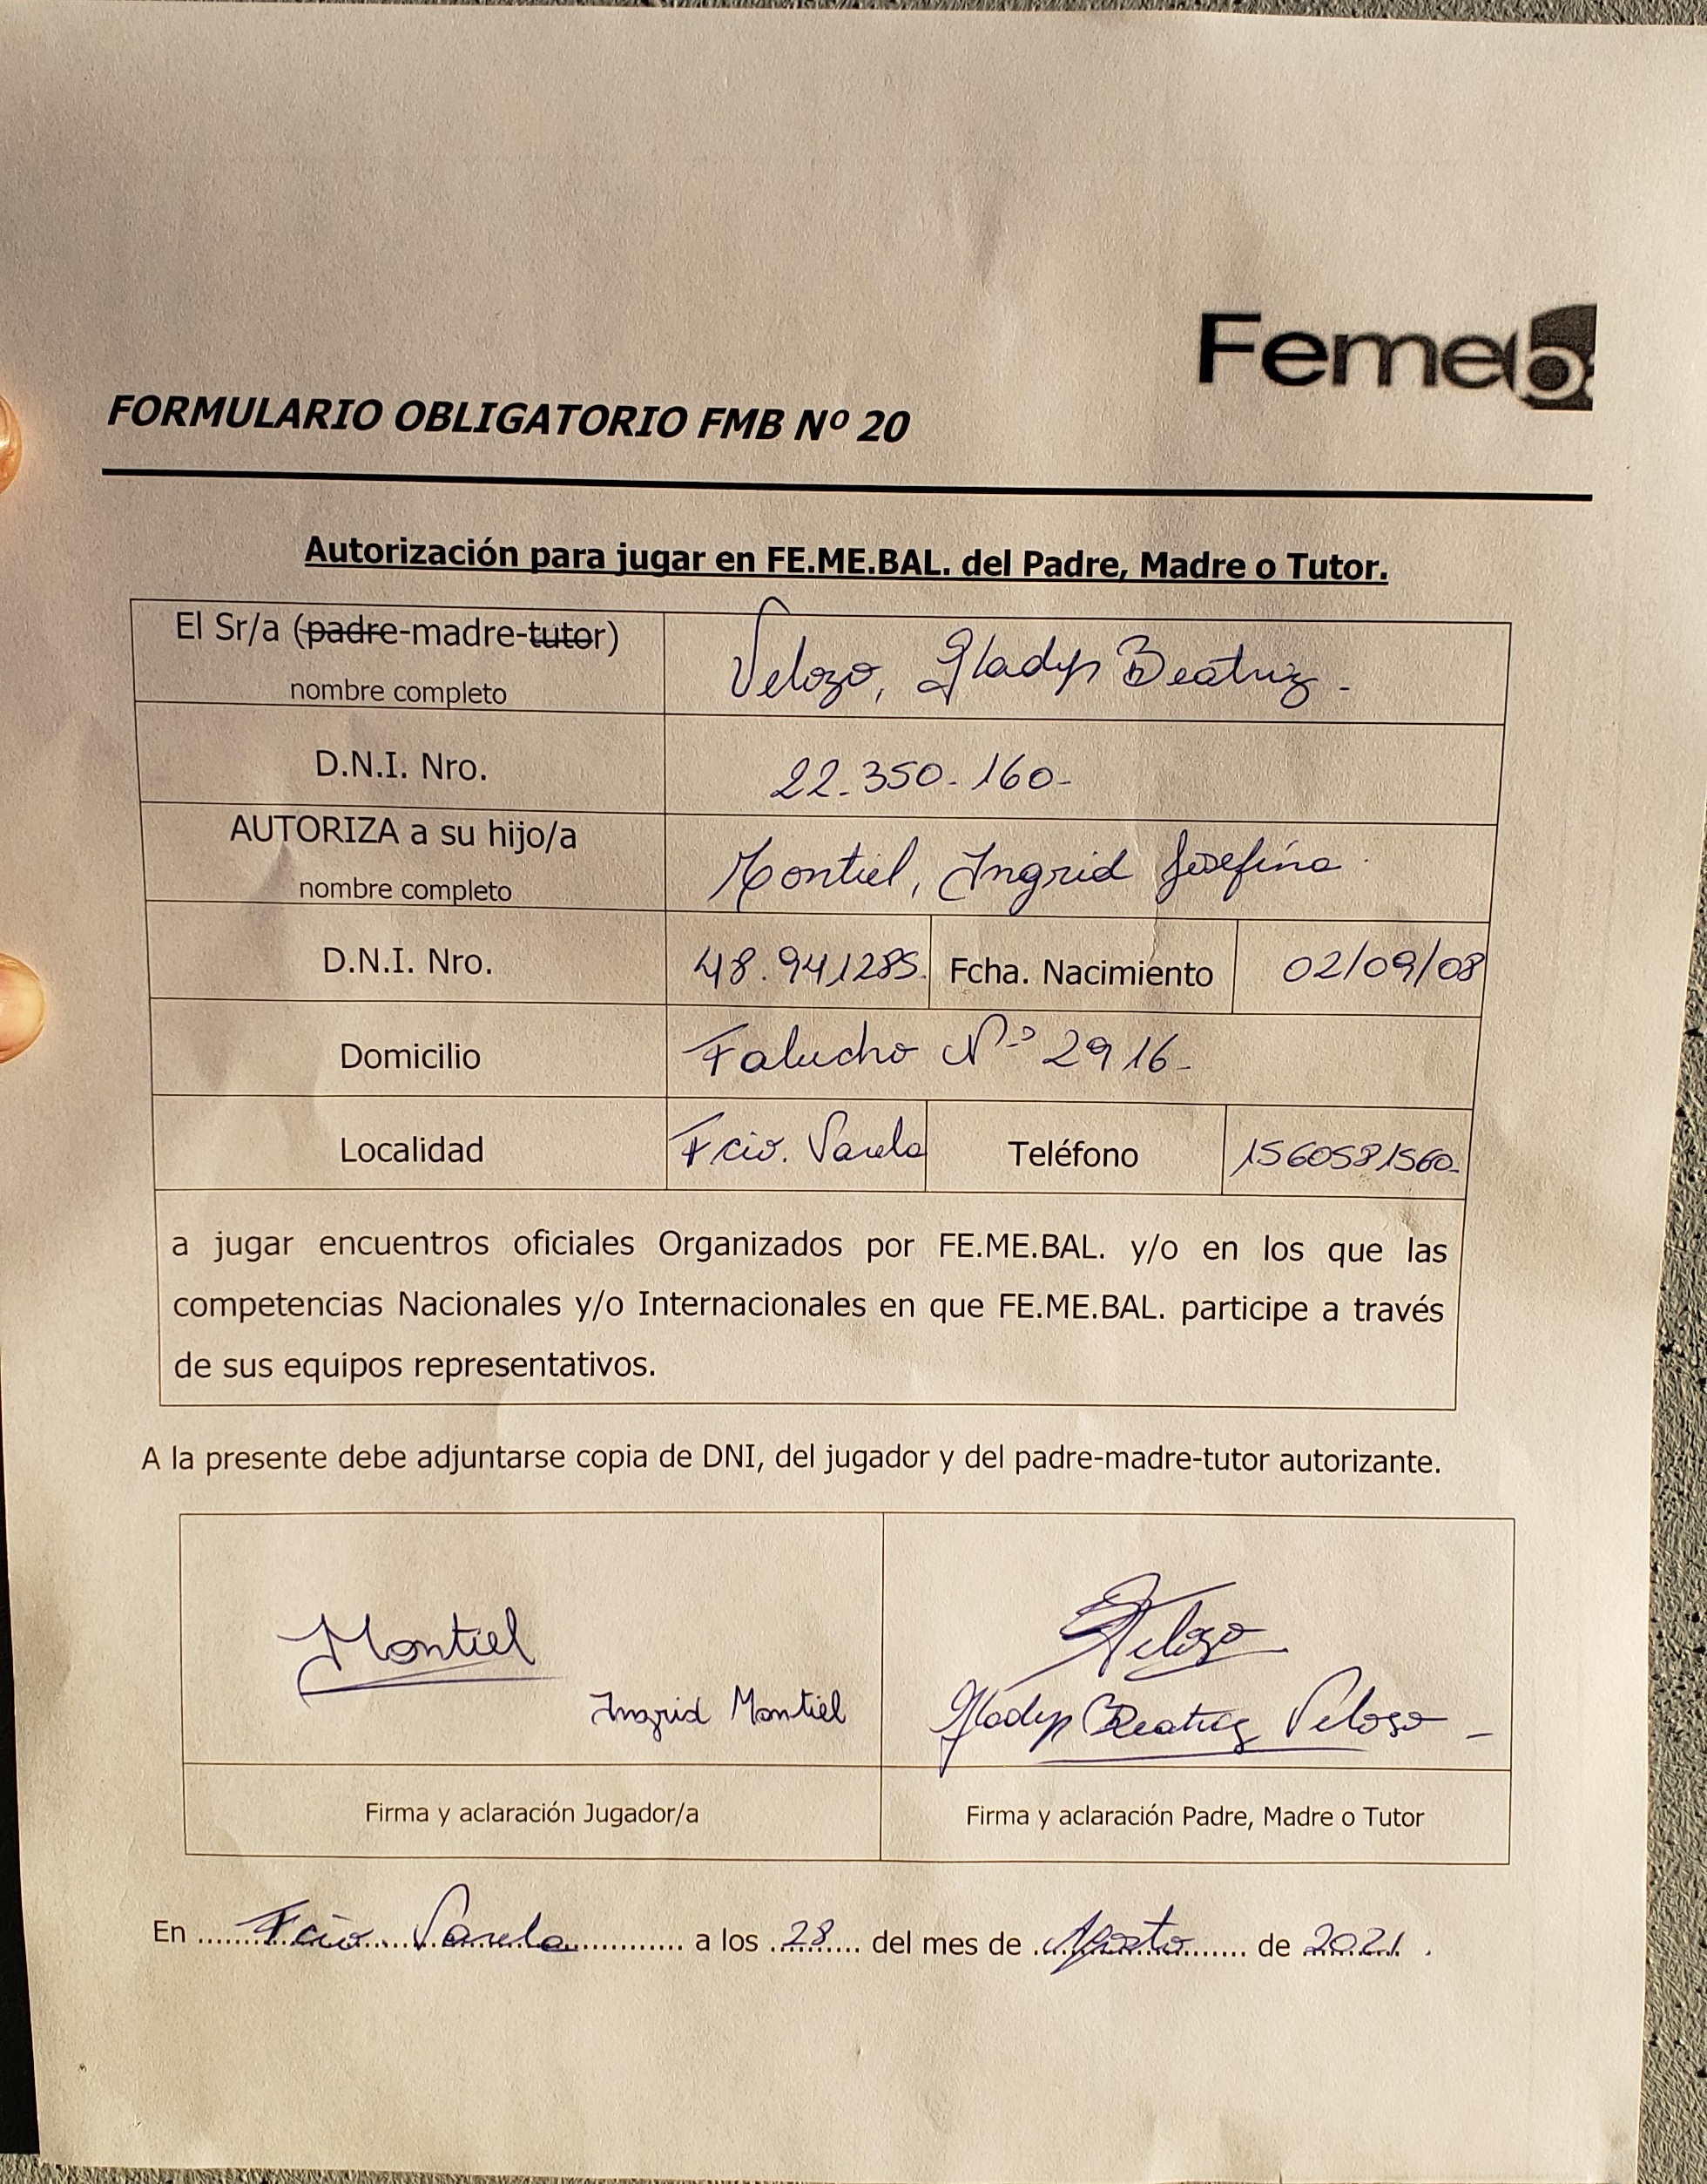 Femeb
FORMULARIO OBLIGATORIO FMB Nº 20
Autorización para jugar en FE.ME.BAL. del Padre, Madre o Tutor.
El Sr/a (padre-madre-tutor)
nombre completo
Velozo, Gladys Beatriz -
D.N.I. Nro.
22.350.160-
AUTORIZA a su hijo/a
nombre completo
Montiel, Ingrid Josefina
D.N.I. Nro.
48.941285.
Fcha. Nacimiento
02/09/08
Domicilio
Falucho Nº 2916-
Localidad
Fcio. Varela
Teléfono
1560581560-
a jugar encuentros oficiales Organizados por FE.ME.BAL. y/o en los que las
competencias Nacionales y/o Internacionales en que FE.ME.BAL. participe a través
de sus equipos representativos.
A la presente debe adjuntarse copia de DNI, del jugador y del padre-madre-tutor autorizante.
Montiel
Ingrid Montiel
Velozo
Gladys Beatriz Velozo -
Firma y aclaración Jugador/a
Firma y aclaración Padre, Madre o Tutor
En Fcio Varela a los 28 del mes de Agosto de 2021.